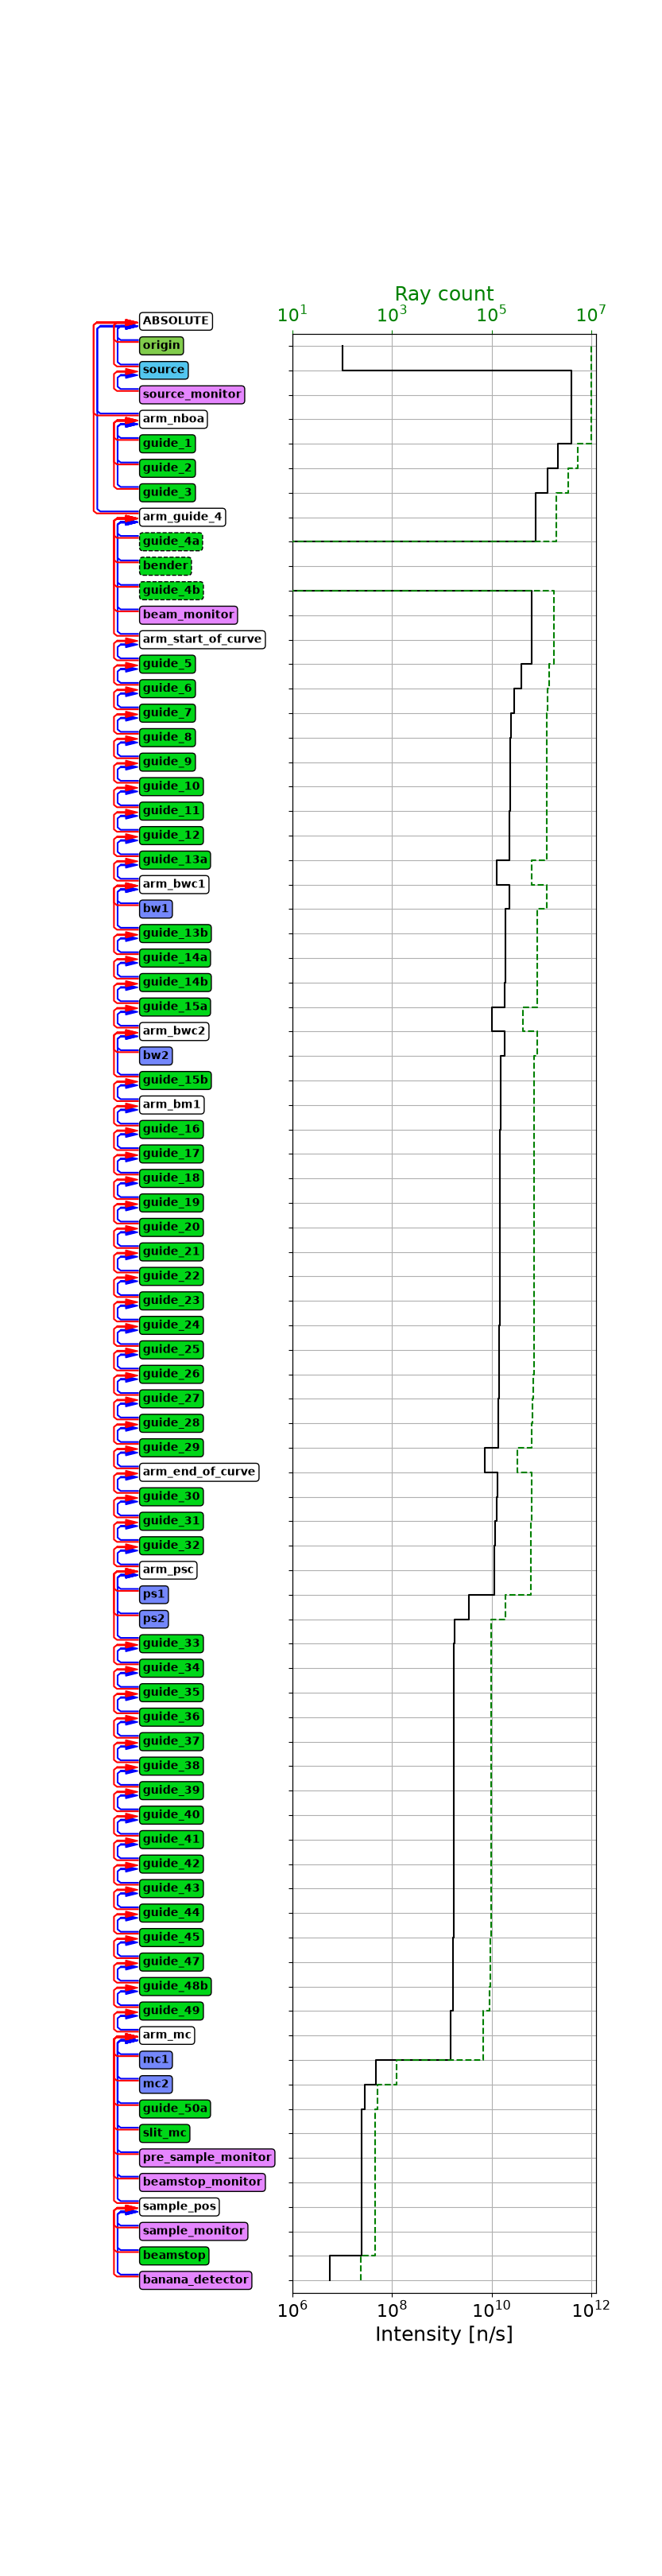 Ray count
10^1 10^3 10^5 10^7
ABSOLUTE
origin
source
source_monitor
arm_nboa
guide_1
guide_2
guide_3
arm_guide_4
guide_4a
bender
guide_4b
beam_monitor
arm_start_of_curve
guide_5
guide_6
guide_7
guide_8
guide_9
guide_10
guide_11
guide_12
guide_13a
arm_bwc1
bw1
guide_13b
guide_14a
guide_14b
guide_15a
arm_bwc2
bw2
guide_15b
arm_bm1
guide_16
guide_17
guide_18
guide_19
guide_20
guide_21
guide_22
guide_23
guide_24
guide_25
guide_26
guide_27
guide_28
guide_29
arm_end_of_curve
guide_30
guide_31
guide_32
arm_psc
ps1
ps2
guide_33
guide_34
guide_35
guide_36
guide_37
guide_38
guide_39
guide_40
guide_41
guide_42
guide_43
guide_44
guide_45
guide_47
guide_48b
guide_49
arm_mc
mc1
mc2
guide_50a
slit_mc
pre_sample_monitor
beamstop_monitor
sample_pos
sample_monitor
beamstop
banana_detector
10^6 10^8 10^10 10^12
Intensity [n/s]